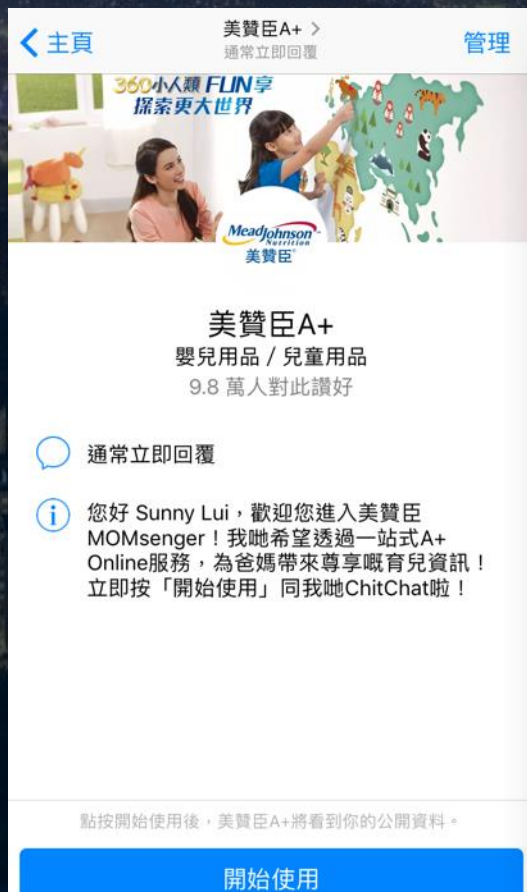 主頁
美贊臣A+
管理
通常立即回覆
360小人類 FUN享
探索更大世界
MeadJohnson
Nutrition
美贊臣
美贊臣A+
嬰兒用品 / 兒童用品
9.8 萬人對此讚好
通常立即回覆
您好 Sunny Lui，歡迎您進入美贊臣
MOMsenger！我哋希望透過一站式A+
Online服務，為爸媽帶來尊享嘅育兒資訊！
立即按「開始使用」同我哋ChitChat啦！
點按開始使用後，美贊臣A+將看到你的公開資料。
開始使用